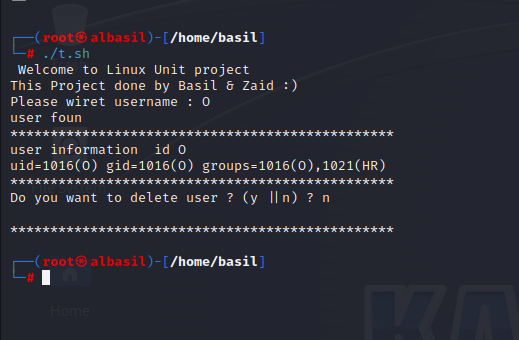 ┌──(root㉿albasil)-[/home/basil]
└─# ./t.sh
Welcome to Linux Unit project
This Project done by Basil & Zaid :)
Please wiret username : O
user foun
************************************************
user information  id O
uid=1016(O) gid=1016(O) groups=1016(O),1021(HR)
************************************************
Do you want to delete user ? (y ||n) ? n
************************************************
┌──(root㉿albasil)-[/home/basil]
└─#
Home
KA